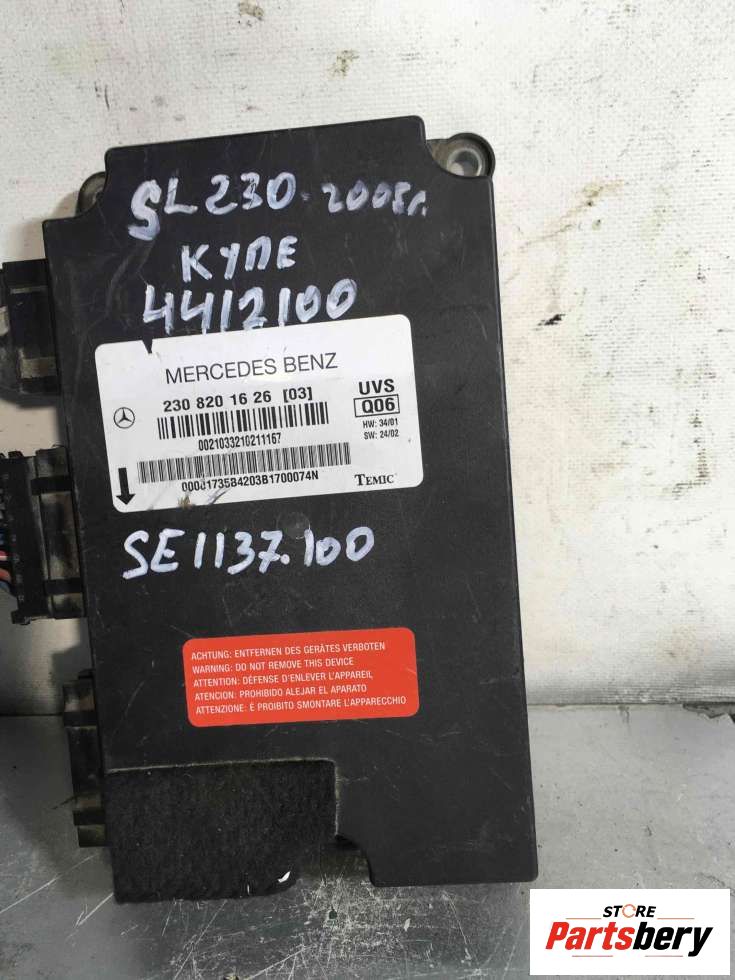 SL230 2005г.
КУПЕ
4412100
MERCEDES BENZ
230 820 16 26 [03]
UVS
Q06
HW: 34/01
SW: 24/02
0021033210211167
00001735B4203B1700074N
TEMIC
SE1137.100
ACHTUNG: ENTFERNEN DES GERÄTES VERBOTEN
WARNING: DO NOT REMOVE THIS DEVICE
ATTENTION: DÉFENSE D'ENLEVER L'APPAREIL,
ATENCION: PROHIBIDO ALEJAR EL APARATO
ATTENZIONE: É PROIBITO SMONTARE L'APPARECCHIO
STORE
Partsbery